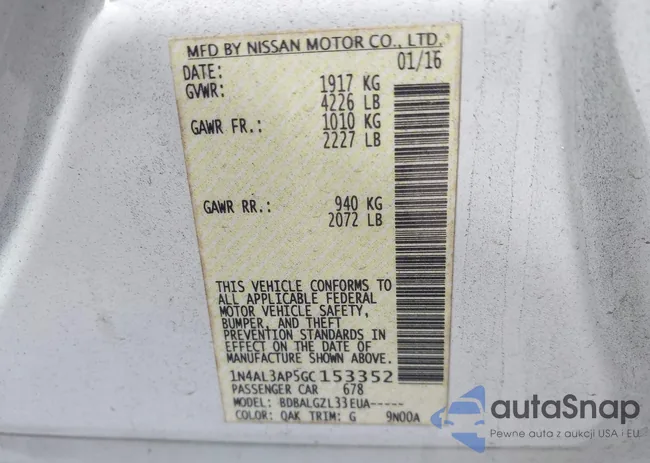 MFD BY NISSAN MOTOR CO., LTD.
DATE: 01/16
GVWR: 1917 KG
4226 LB
GAWR FR.: 1010 KG
2227 LB
GAWR RR.: 940 KG
2072 LB
THIS VEHICLE CONFORMS TO
ALL APPLICABLE FEDERAL
MOTOR VEHICLE SAFETY,
BUMPER, AND THEFT
PREVENTION STANDARDS IN
EFFECT ON THE DATE OF
MANUFACTURE SHOWN ABOVE.
1N4AL3AP5GC153352
PASSENGER CAR 678
MODEL: BDBALGZL33EUA-----
COLOR: QAK TRIM: G 9N00A
autoSnap
Pewne auta z aukcji USA i EU